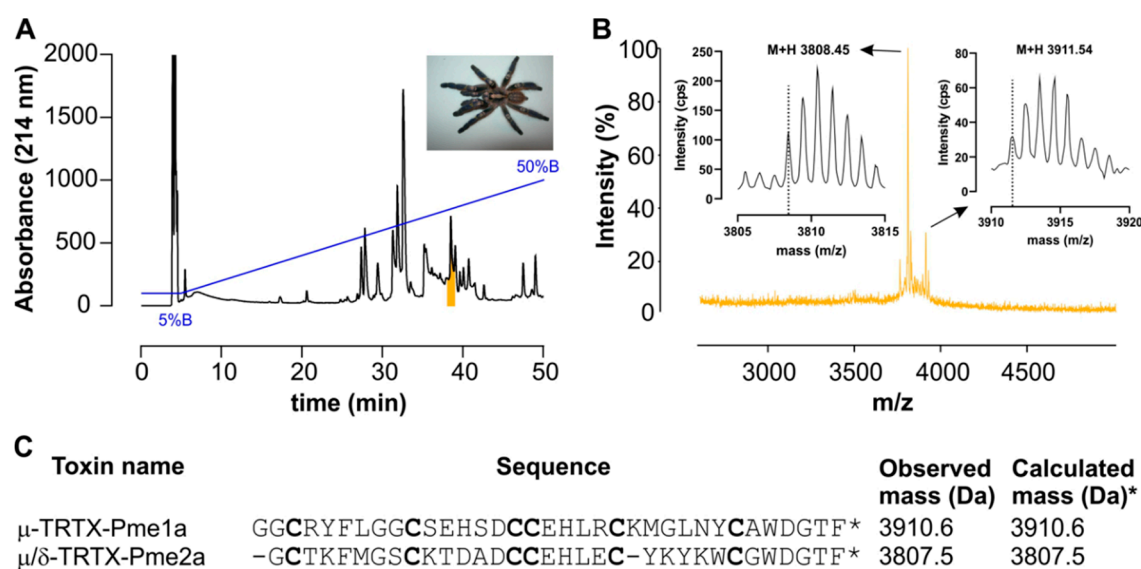 A
Absorbance (214 nm)
2000
1500
1000
500
0
5%B
50%B
0 10 20 30 40 50
time (min)
B
Intensity (%)
100
80
60
40
20
0
M+H 3808.45
Intensity (cps)
250
200
150
100
50
0
3805 3810 3815
mass (m/z)
M+H 3911.54
Intensity (cps)
80
60
40
20
0
3910 3915 3920
mass (m/z)
3000 3500 4000 4500
m/z
C
Toxin name Sequence Observed mass (Da) Calculated mass (Da)*
μ-TRTX-Pme1a GGCRYFLGGCSEHSDCCEHLRCKMGLNYCAWDGTF* 3910.6 3910.6
μ/δ-TRTX-Pme2a -GCTKFMGSCKTDADCCEHLEC-YKYKWCGWDGTF* 3807.5 3807.5